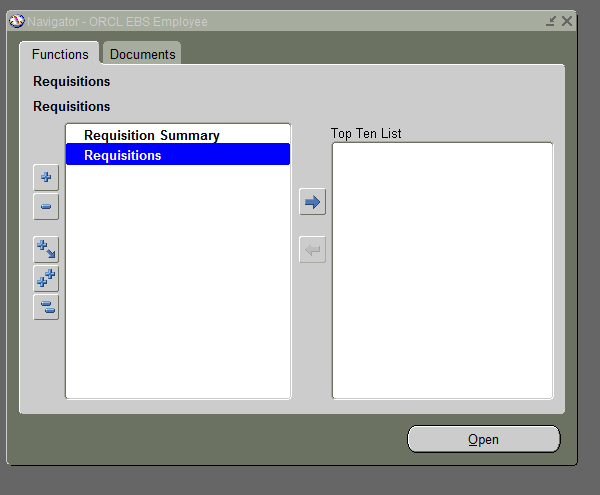 Navigator - ORCL EBS Employee
Functions
Documents
Requisitions
Requisitions
Requisition Summary
Requisitions
Top Ten List
Open